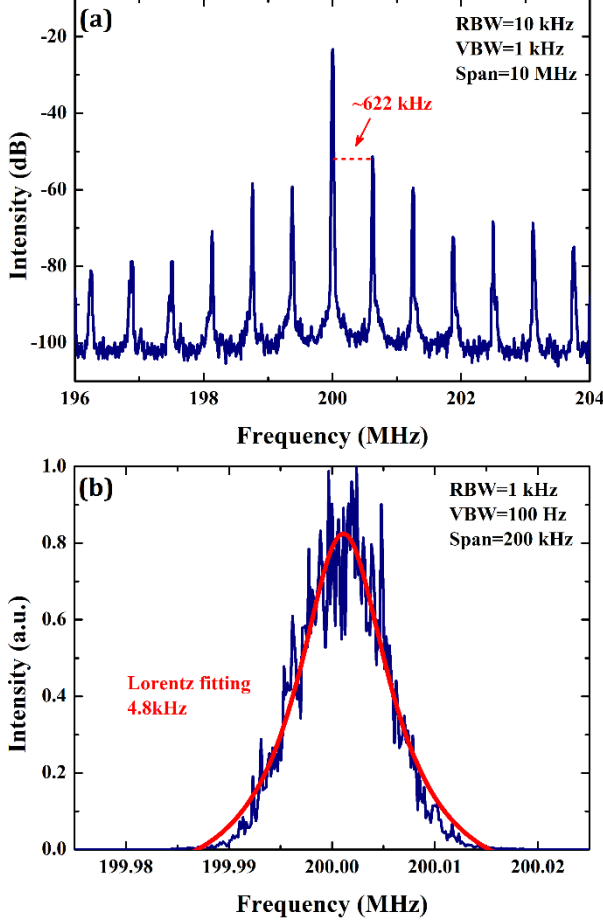 (a)
RBW=10 kHz
VBW=1 kHz
Span=10 MHz
~622 kHz
Intensity (dB)
-20
-40
-60
-80
-100
196 198 200 202 204
Frequency (MHz)
(b)
RBW=1 kHz
VBW=100 Hz
Span=200 kHz
Lorentz fitting
4.8kHz
Intensity (a.u.)
1.0
0.8
0.6
0.4
0.2
0.0
199.98 199.99 200.00 200.01 200.02
Frequency (MHz)